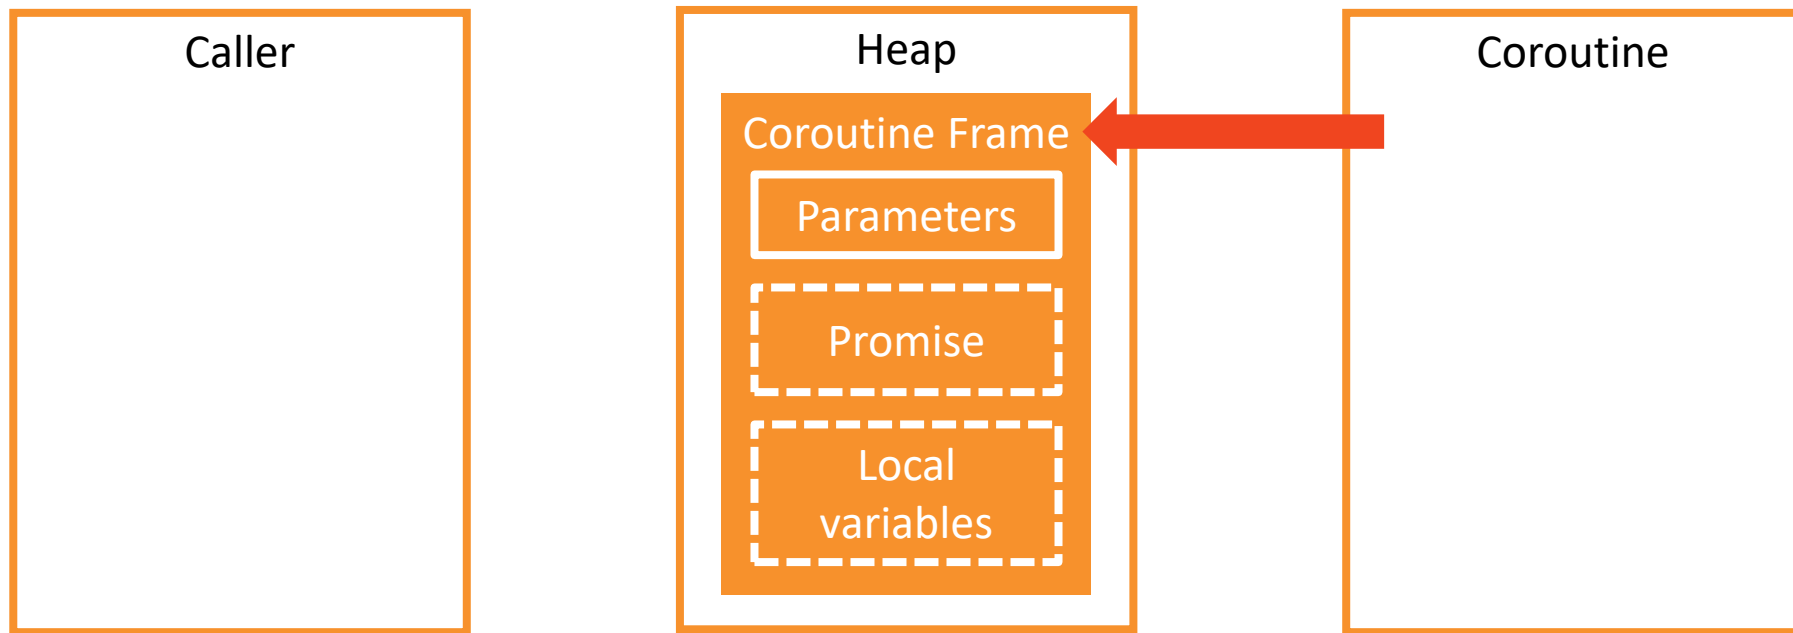 Caller
Heap
Coroutine Frame
Parameters
Promise
Local
variables
Coroutine